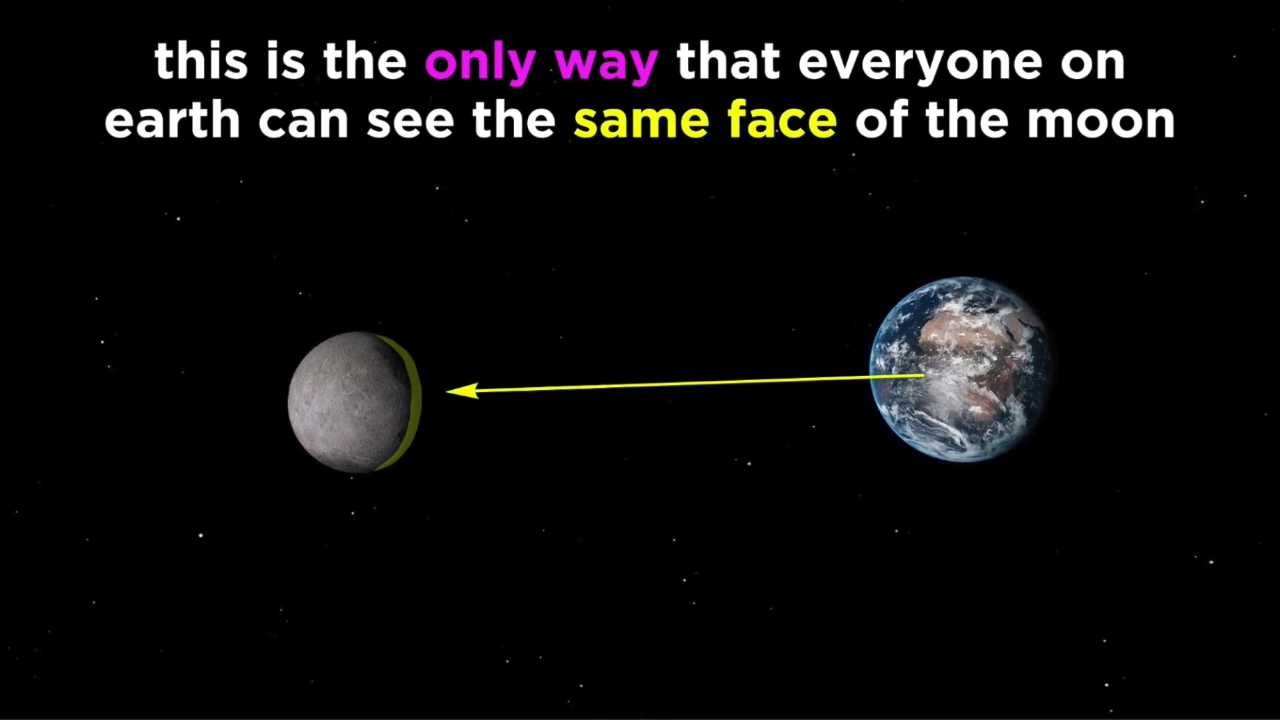 this is the only way that everyone on
earth can see the same face of the moon